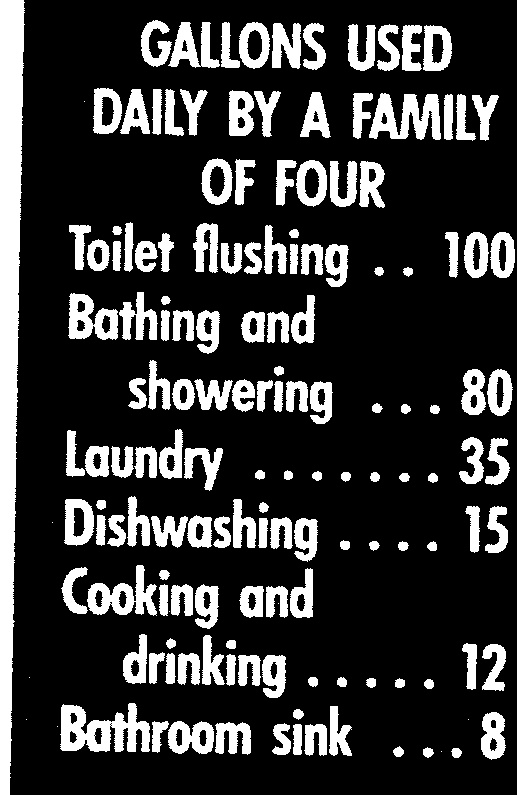 GALLONS USED
DAILY BY A FAMILY
OF FOUR
Toilet flushing . . 100
Bathing and
showering . . . 80
Laundry . . . . . . . 35
Dishwashing . . . . 15
Cooking and
drinking . . . . . 12
Bathroom sink . . . 8